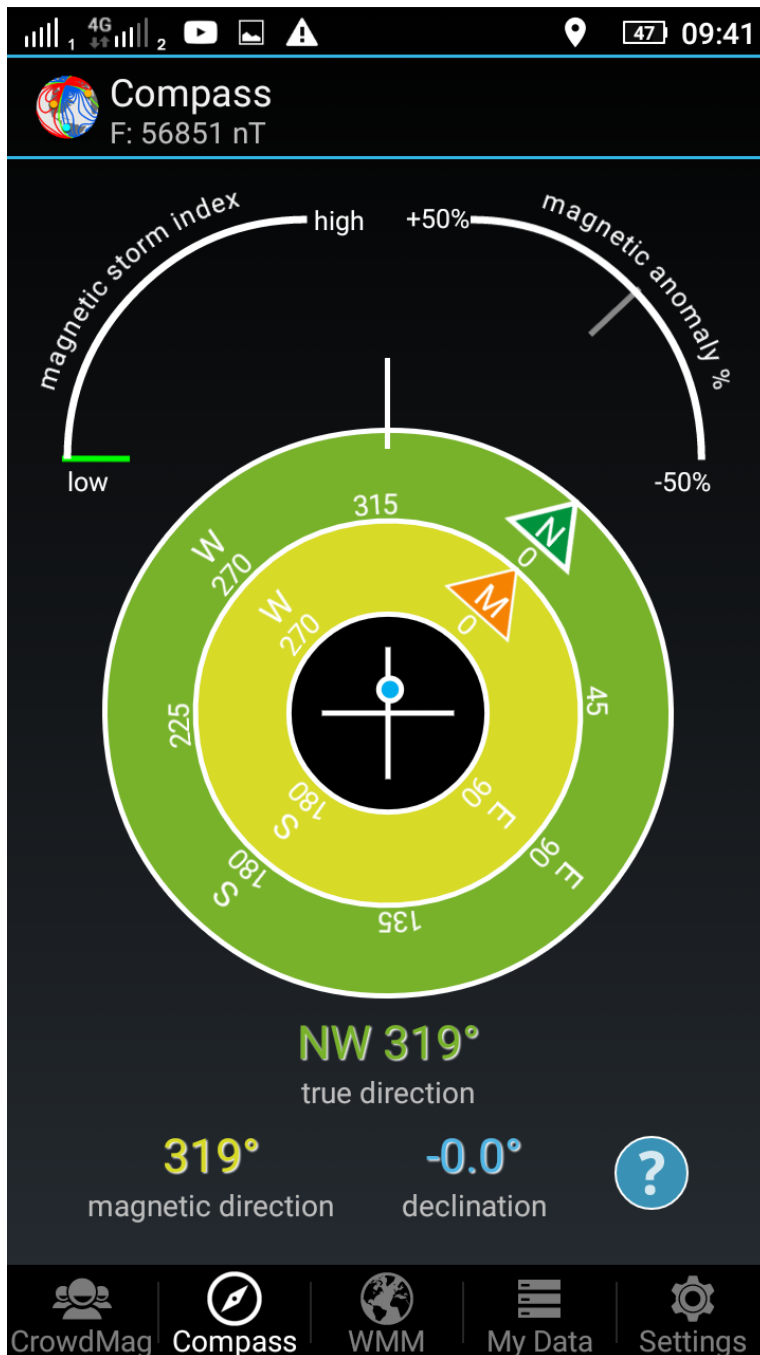 4G 1 2 47 09:41
Compass
F: 56851 nT
magnetic storm index
high
+50%
magnetic anomaly %
low
-50%
315
N
0
W
270
M
0
W
270
45
225
180
S
90
E
180
S
90
E
135
NW 319°
true direction
319°
-0.0°
?
magnetic direction
declination
CrowdMag
Compass
WMM
My Data
Settings